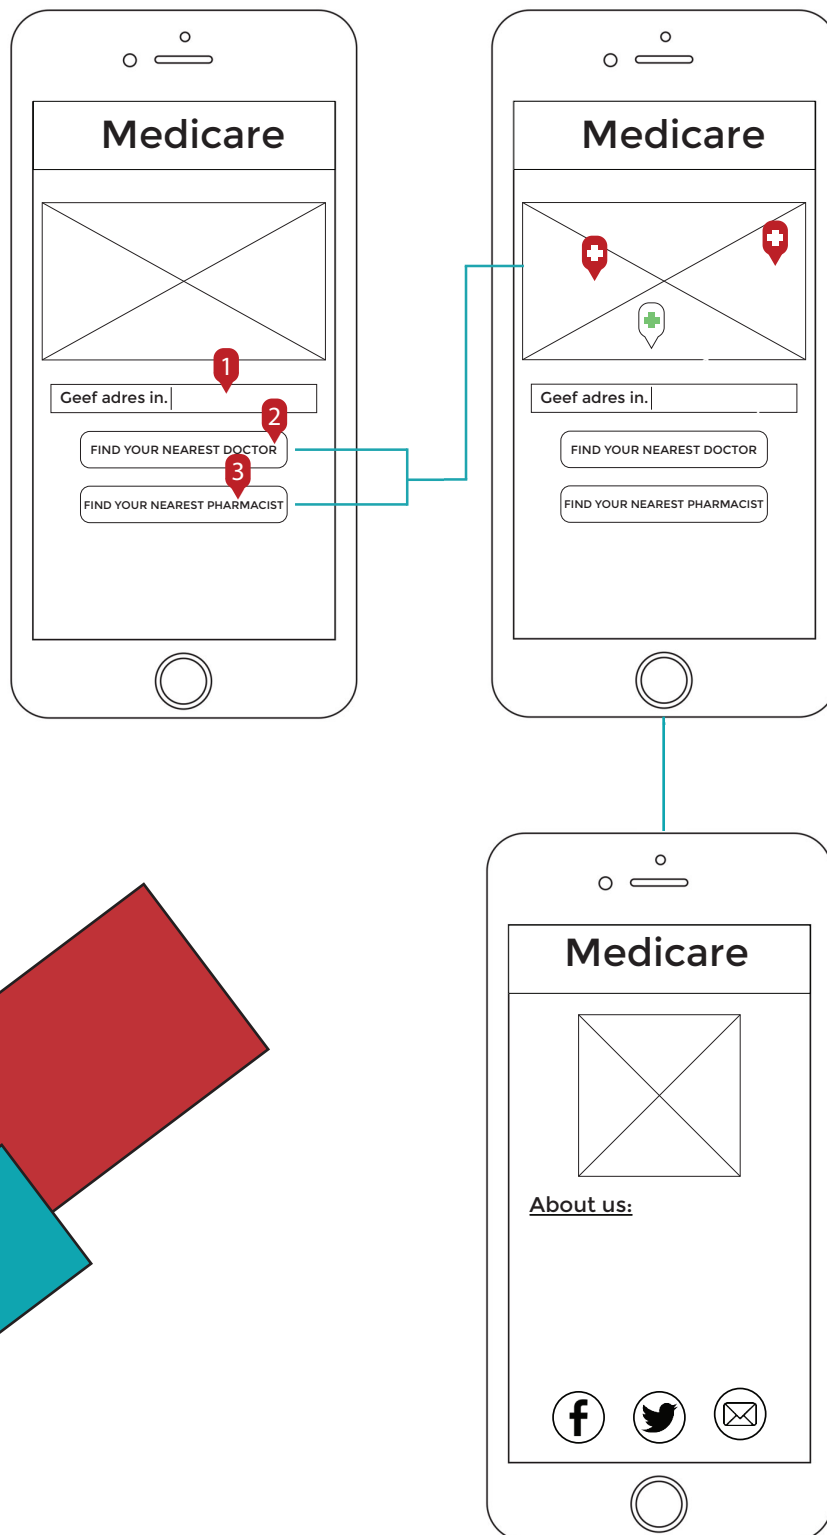 Medicare
1
Geef adres in.
2
FIND YOUR NEAREST DOCTOR
3
FIND YOUR NEAREST PHARMACIST
Medicare
Geef adres in.
FIND YOUR NEAREST DOCTOR
FIND YOUR NEAREST PHARMACIST
Medicare
About us: